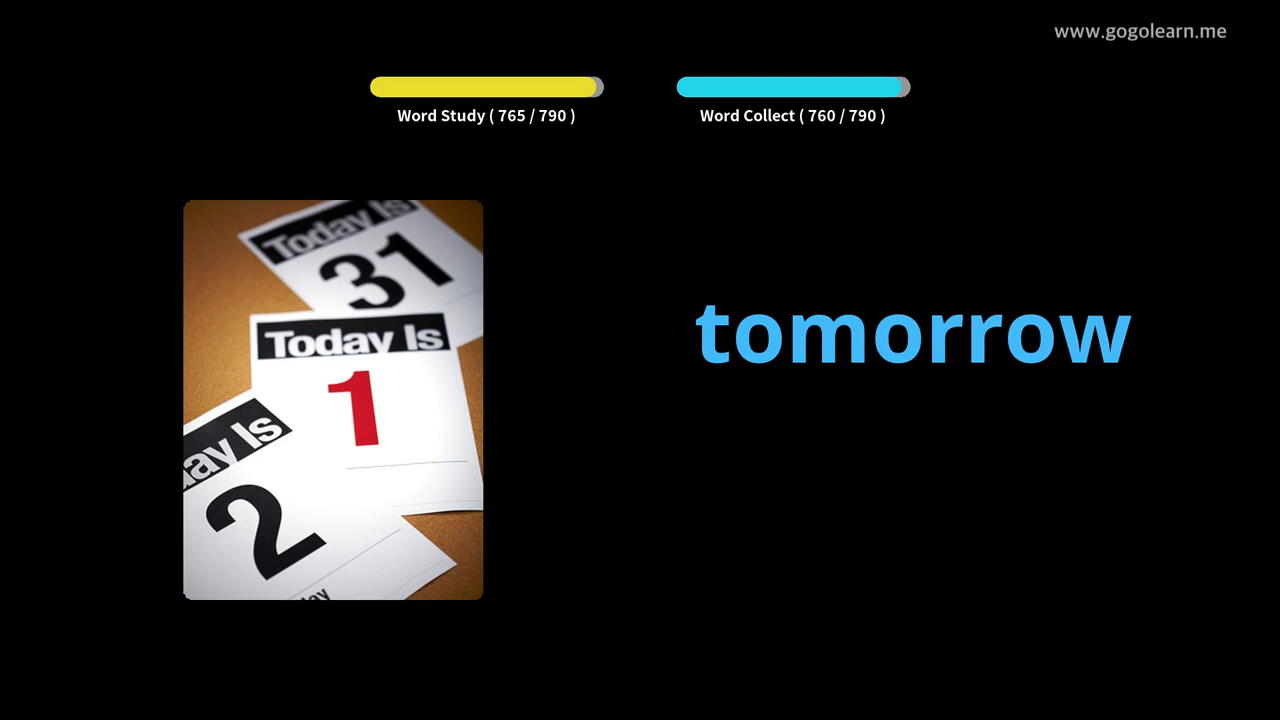 www.gogolearn.me
Word Study ( 765 / 790 )
Word Collect ( 760 / 790 )
Today Is
31
Today Is
1
tomorrow
ay Is
2